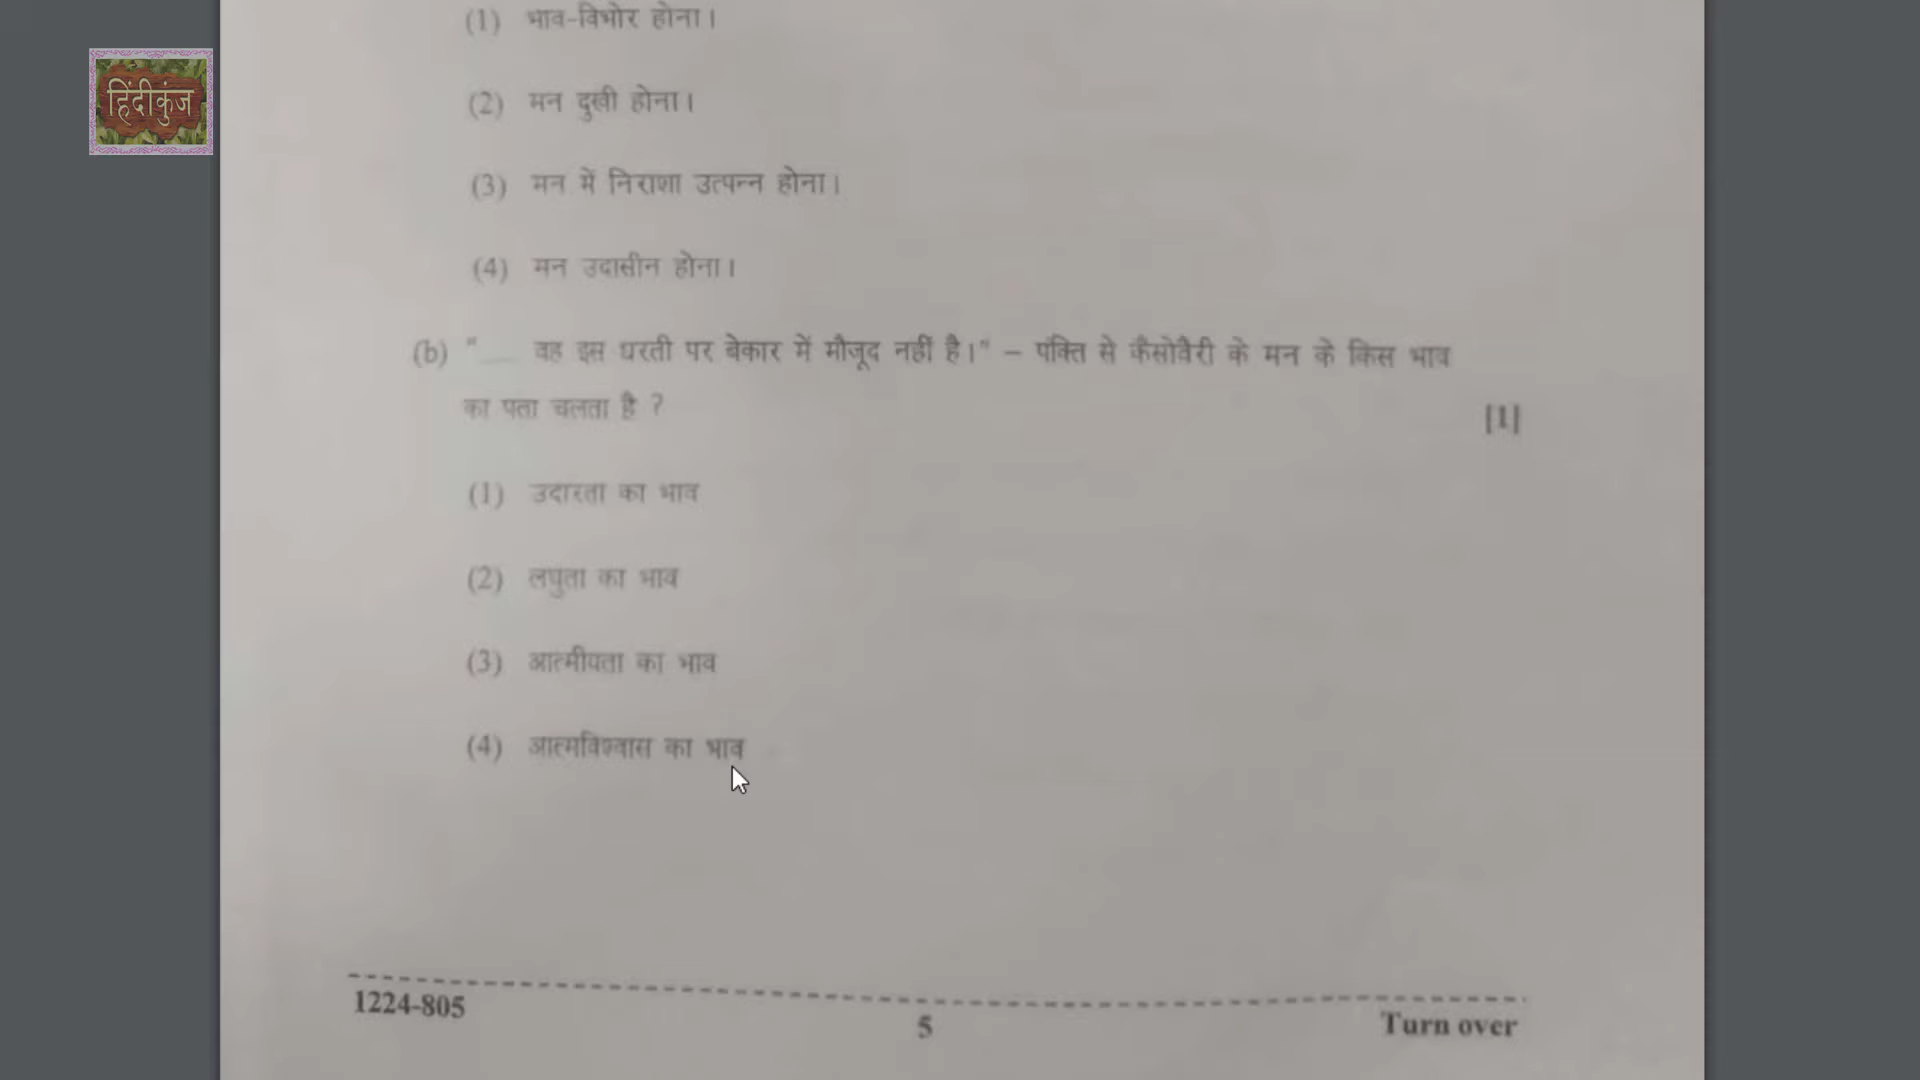 (1) भाव-विभोर होना।
हिंदीकुंज
(2) मन दुखी होना।
(3) मन में निराशा उत्पन्न होना।
(4) मन उदासीन होना।
(b) "__ वह इस धरती पर बेकार में मौजूद नहीं है।" – पंक्ति से कैसोवैरी के मन के किस भाव
का पता चलता है ?
[1]
(1) उदारता का भाव
(2) लघुता का भाव
(3) आत्मीयता का भाव
(4) आत्मविश्वास का भाव
1224-805
5
Turn over